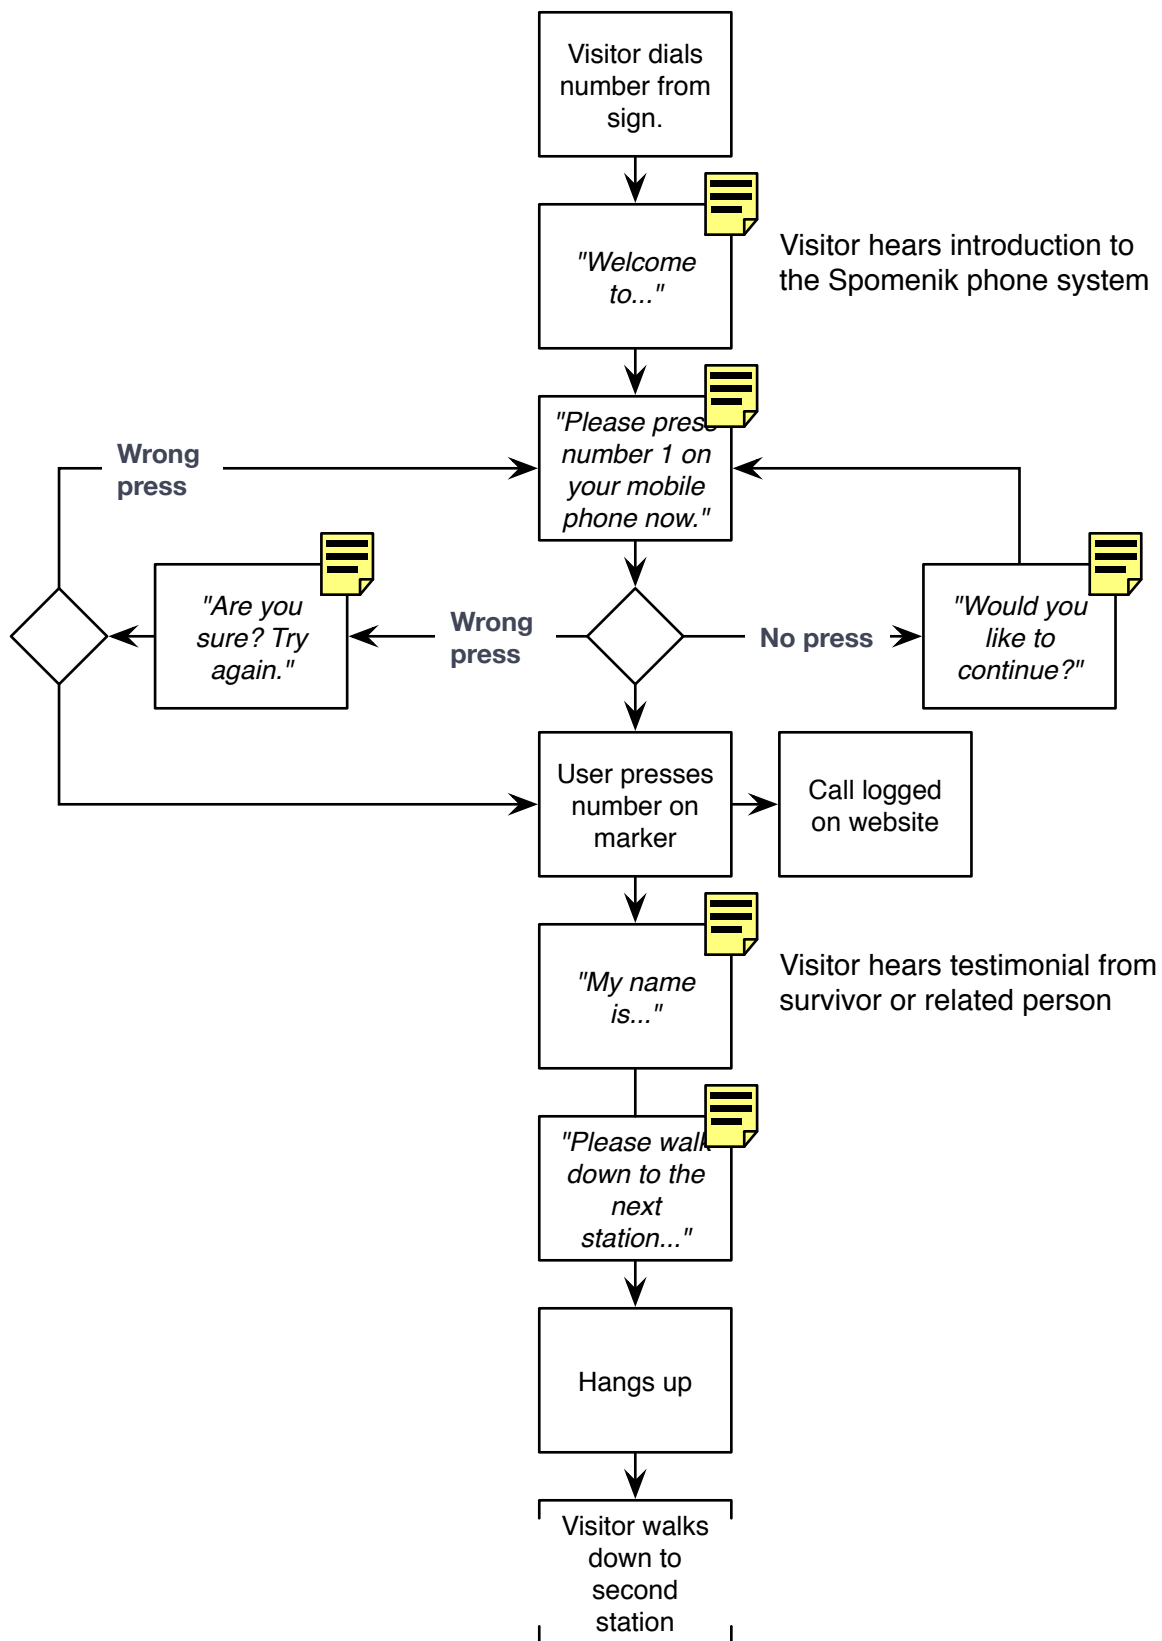 Visitor dials
number from
sign.
"Welcome
to..."
Visitor hears introduction to
the Spomenik phone system
"Please press
number 1 on
your mobile
phone now."
Wrong
press
"Are you
sure? Try
again."
Wrong
press
No press
"Would you
like to
continue?"
User presses
number on
marker
Call logged
on website
"My name
is..."
Visitor hears testimonial from
survivor or related person
"Please walk
down to the
next
station..."
Hangs up
Visitor walks
down to
second
station